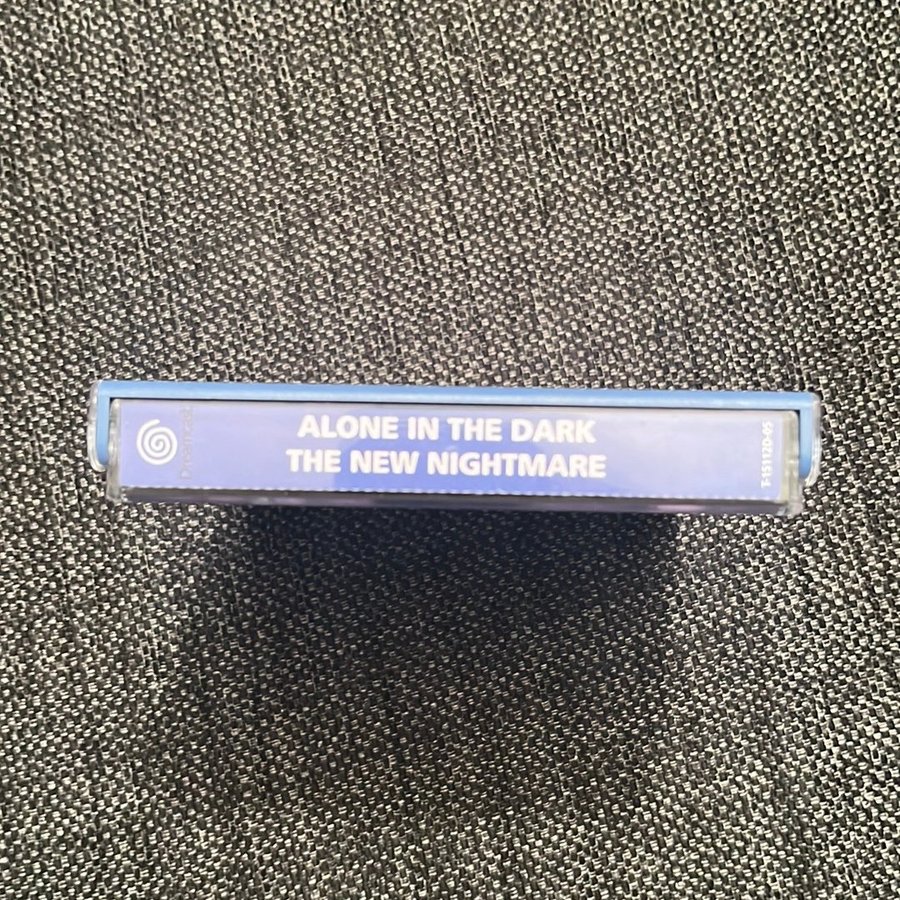 Dreamcast
ALONE IN THE DARK
THE NEW NIGHTMARE
T-15112D-05